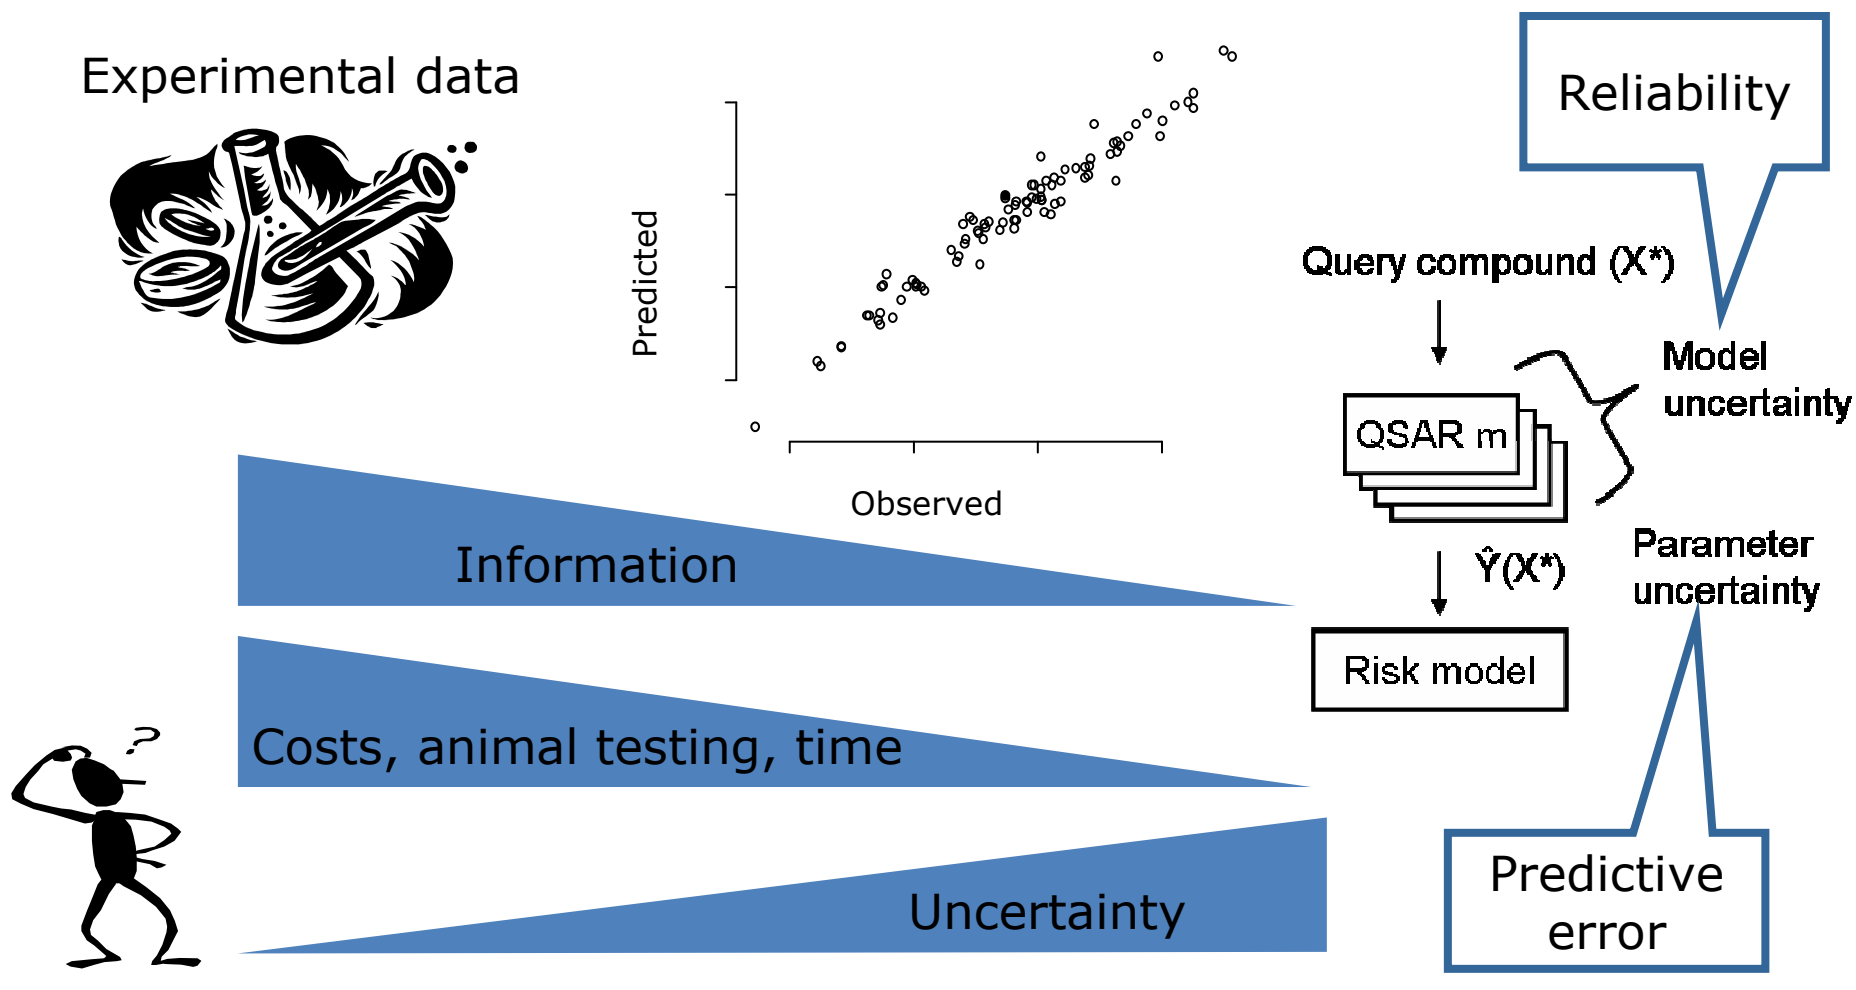 Experimental data
Predicted
Observed
Reliability
Query compound (X*)
Model
uncertainty
QSAR m
Ŷ(X*)
Parameter
uncertainty
Risk model
Information
Costs, animal testing, time
?
Uncertainty
Predictive
error